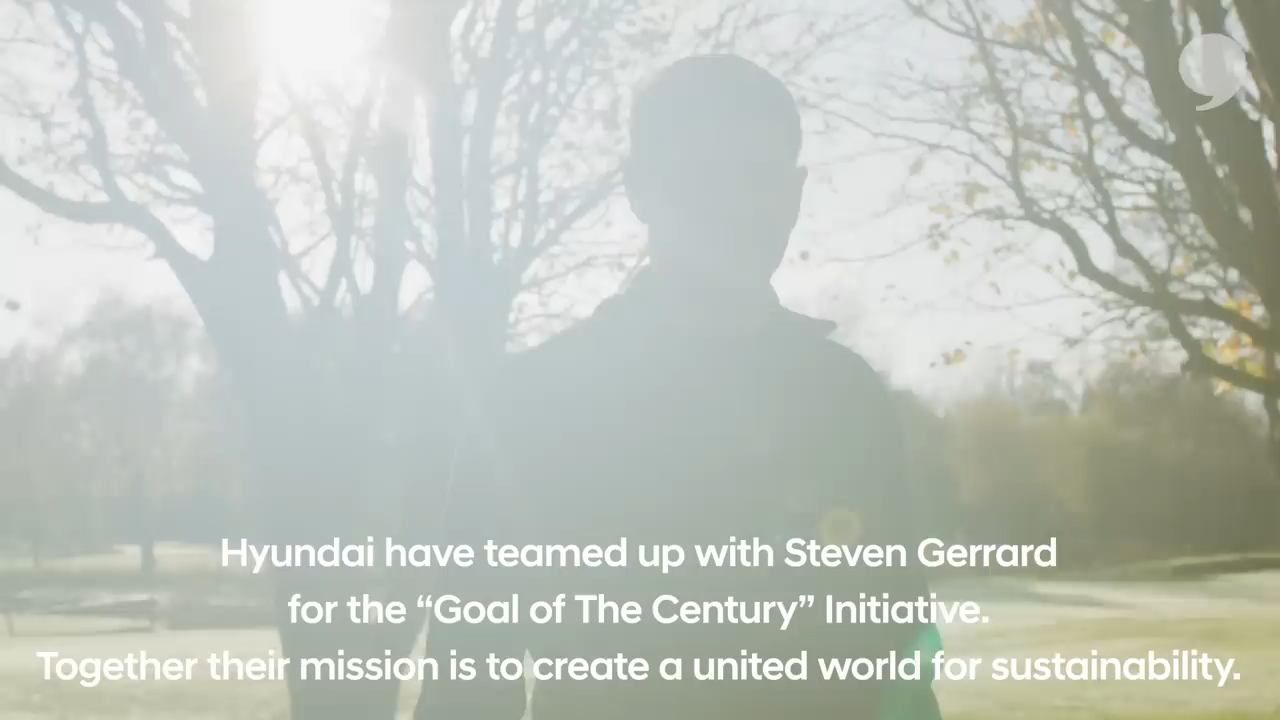 Hyundai have teamed up with Steven Gerrard
for the “Goal of The Century” Initiative.
Together their mission is to create a united world for sustainability.